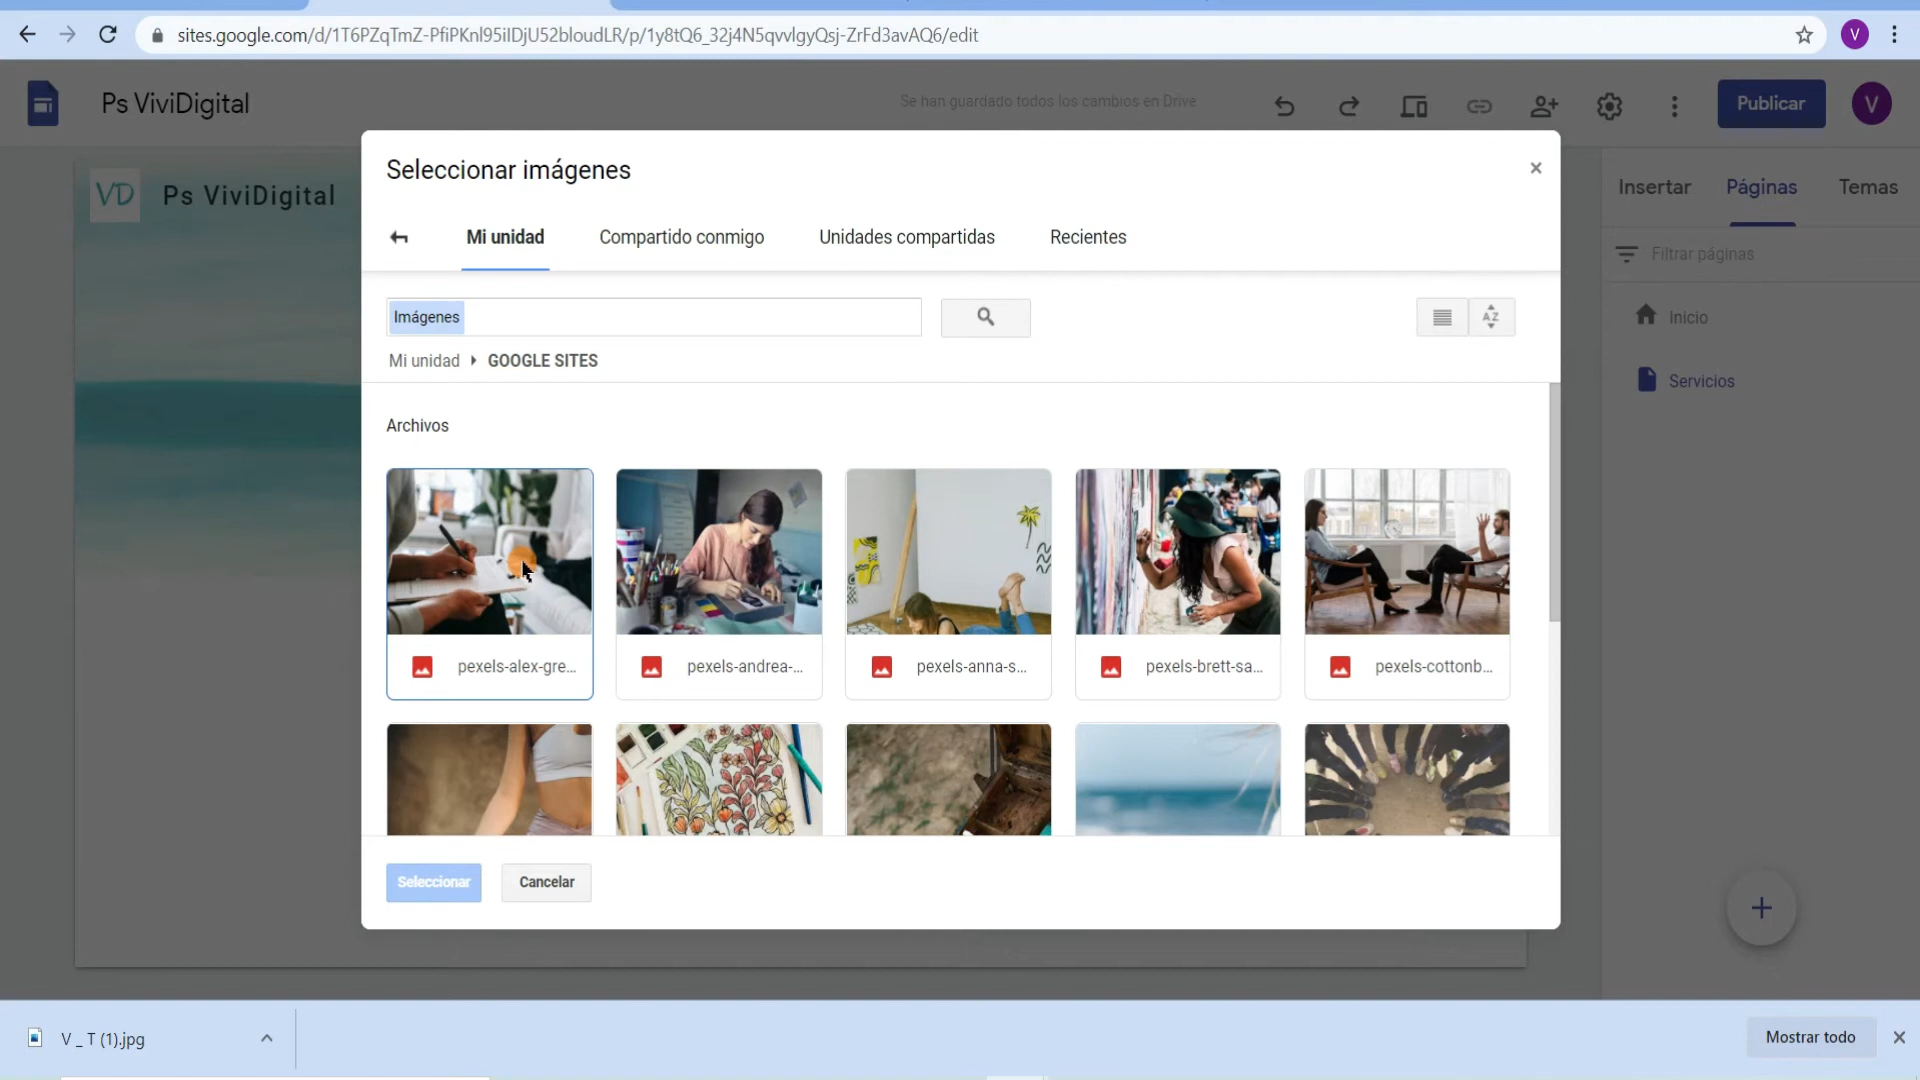 sites.google.com/d/1T6PZqTmZ-PfiPKnl95iIDjU52bloudLR/p/1y8tQ6_32j4N5qvvlgyQsj-ZrFd3avAQ6/edit
V
Ps ViviDigital
Se han guardado todos los cambios en Drive
Publicar
V
VD Ps ViviDigital
Insertar Páginas Temas
Filtrar páginas
Inicio
Servicios
Seleccionar imágenes
Mi unidad Compartido conmigo Unidades compartidas Recientes
Imágenes
AZ
Mi unidad GOOGLE SITES
Archivos
pexels-alex-gre... pexels-andrea-... pexels-anna-s... pexels-brett-sa... pexels-cottonb...
Seleccionar Cancelar
V _ T (1).jpg
Mostrar todo